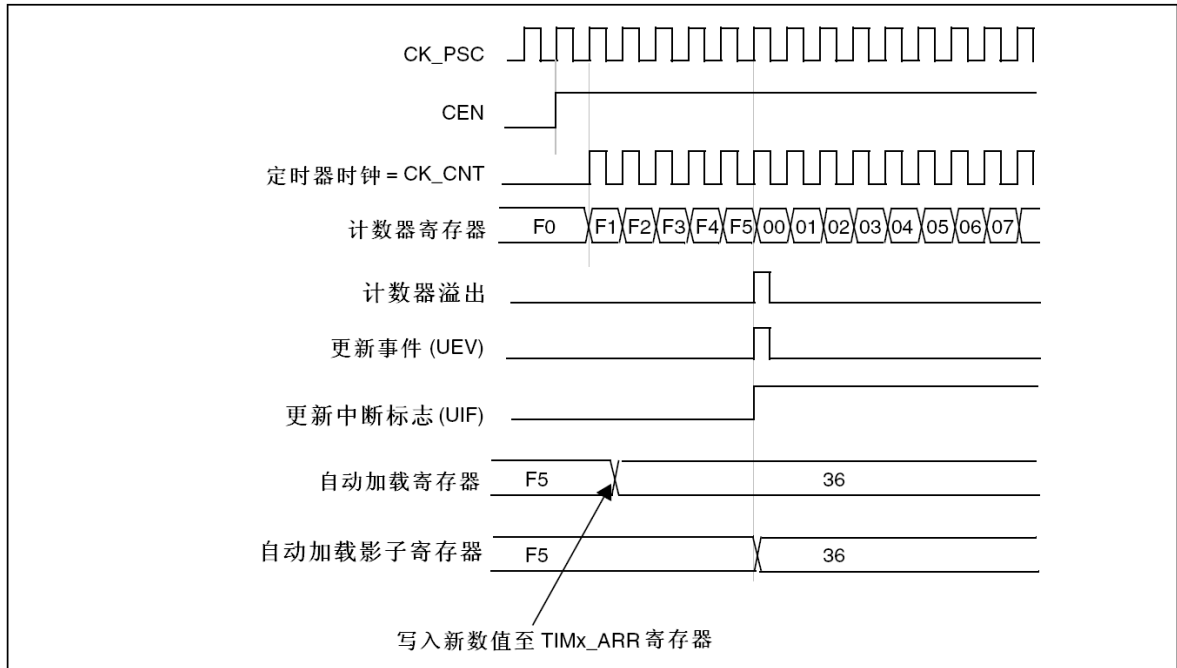 CK_PSC
CEN
定时器时钟 = CK_CNT
计数器寄存器 F0 F1 F2 F3 F4 F5 00 01 02 03 04 05 06 07
计数器溢出
更新事件 (UEV)
更新中断标志 (UIF)
自动加载寄存器 F5 36
自动加载影子寄存器 F5 36
写入新数值至 TIMx_ARR 寄存器